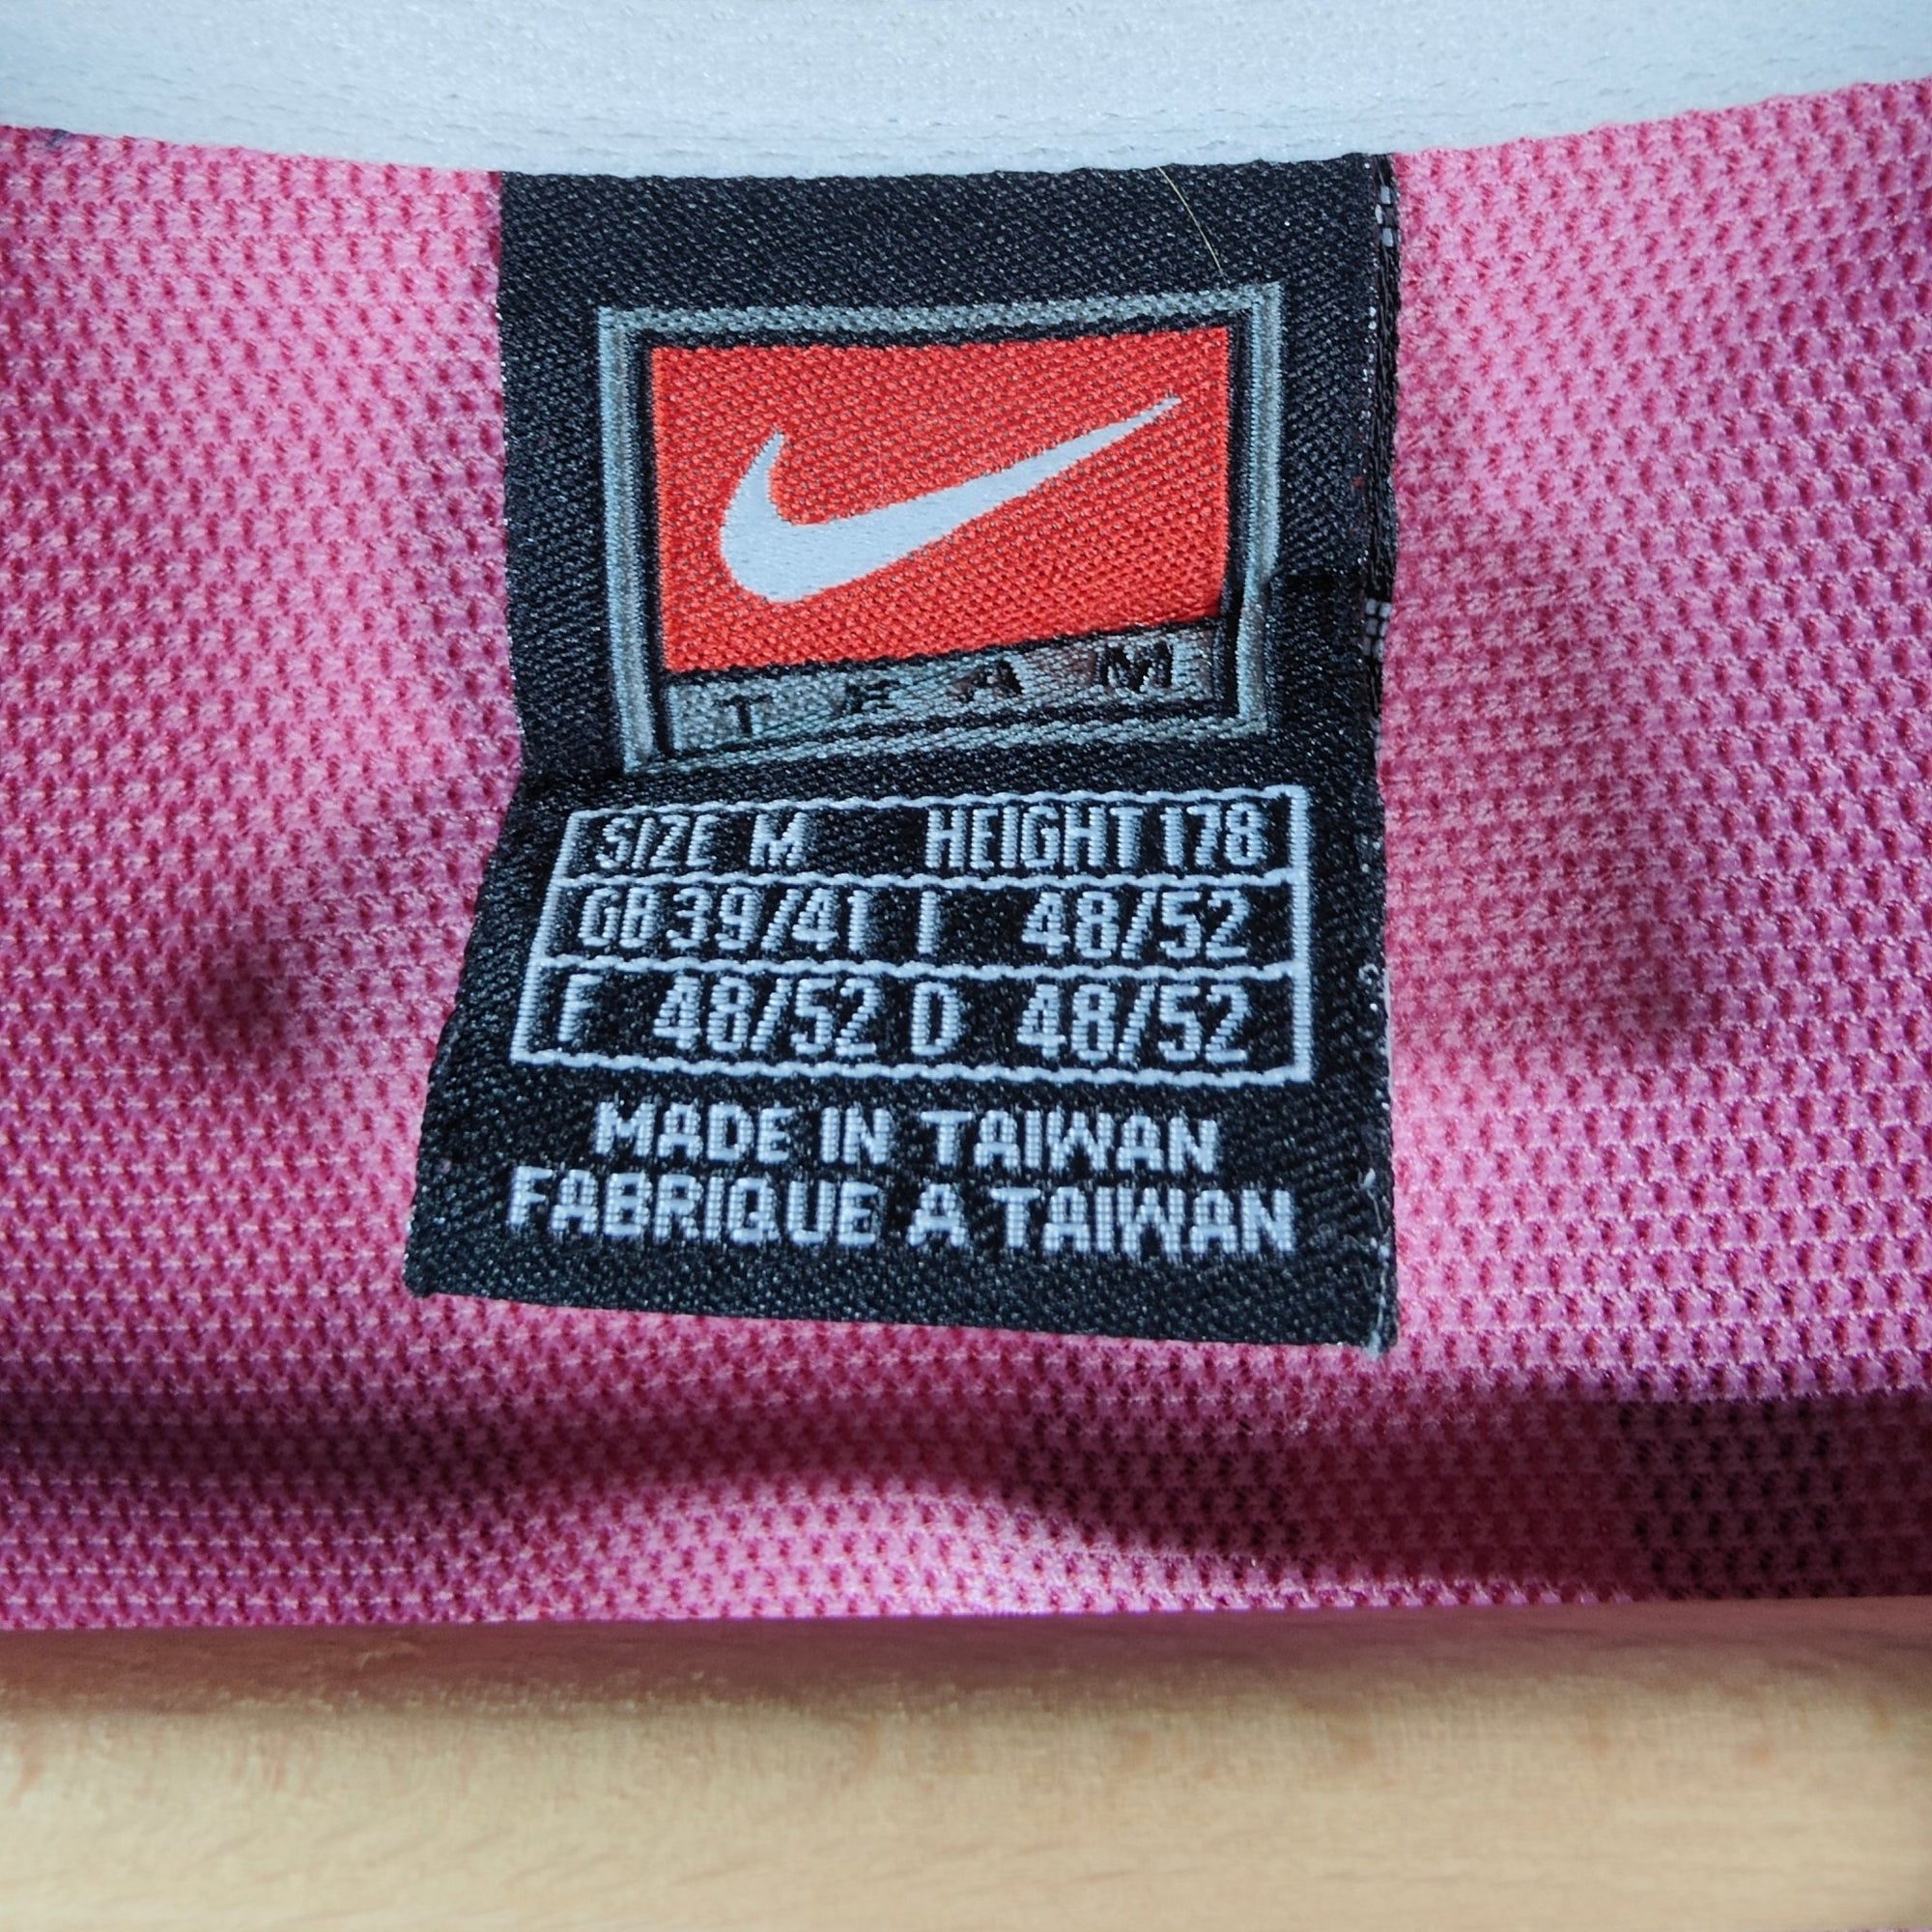 TEAM
SIZE M HEIGHT 178
GB 39/41 I 48/52
F 48/52 D 48/52
MADE IN TAIWAN
FABRIQUE A TAIWAN